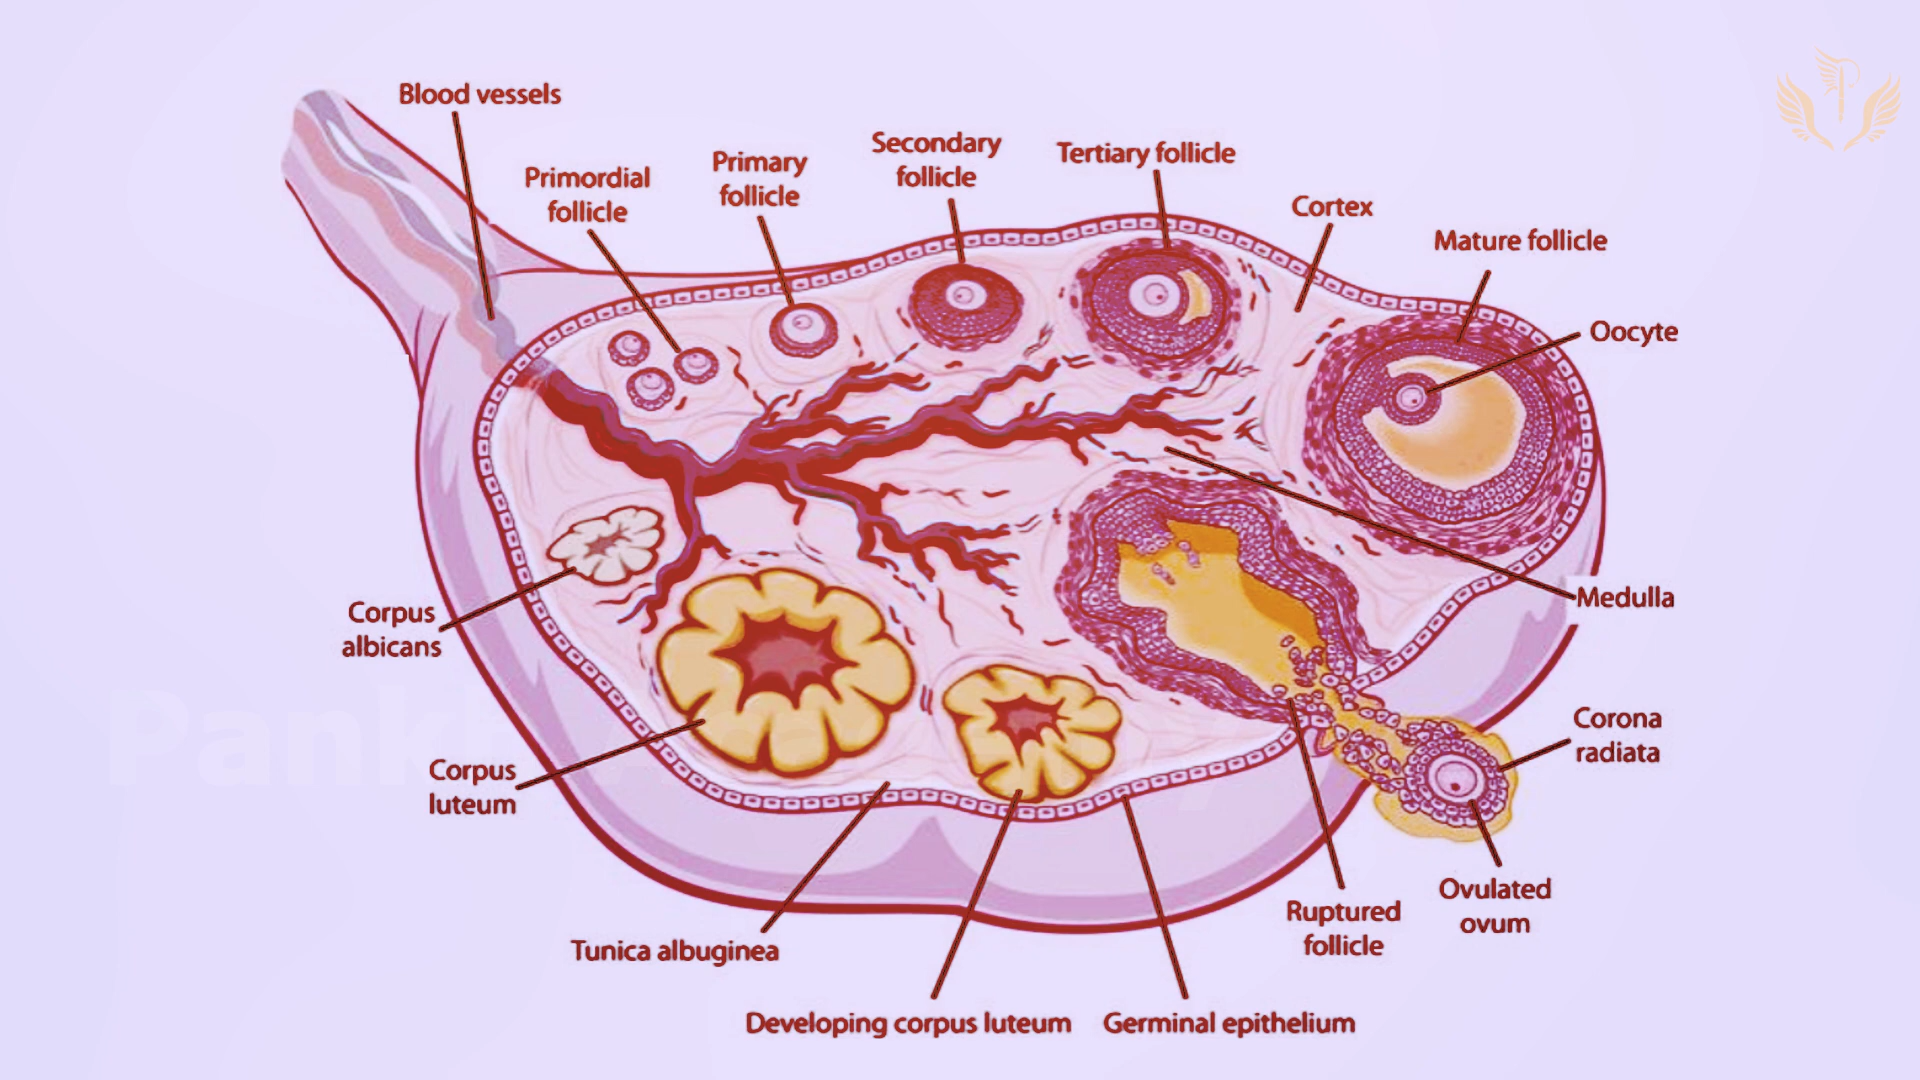 Blood vessels
Primordial
follicle
Primary
follicle
Secondary
follicle
Tertiary follicle
Cortex
Mature follicle
Oocyte
Medulla
Corona
radiata
Ovulated
ovum
Ruptured
follicle
Germinal epithelium
Developing corpus luteum
Tunica albuginea
Corpus
luteum
Corpus
albicans